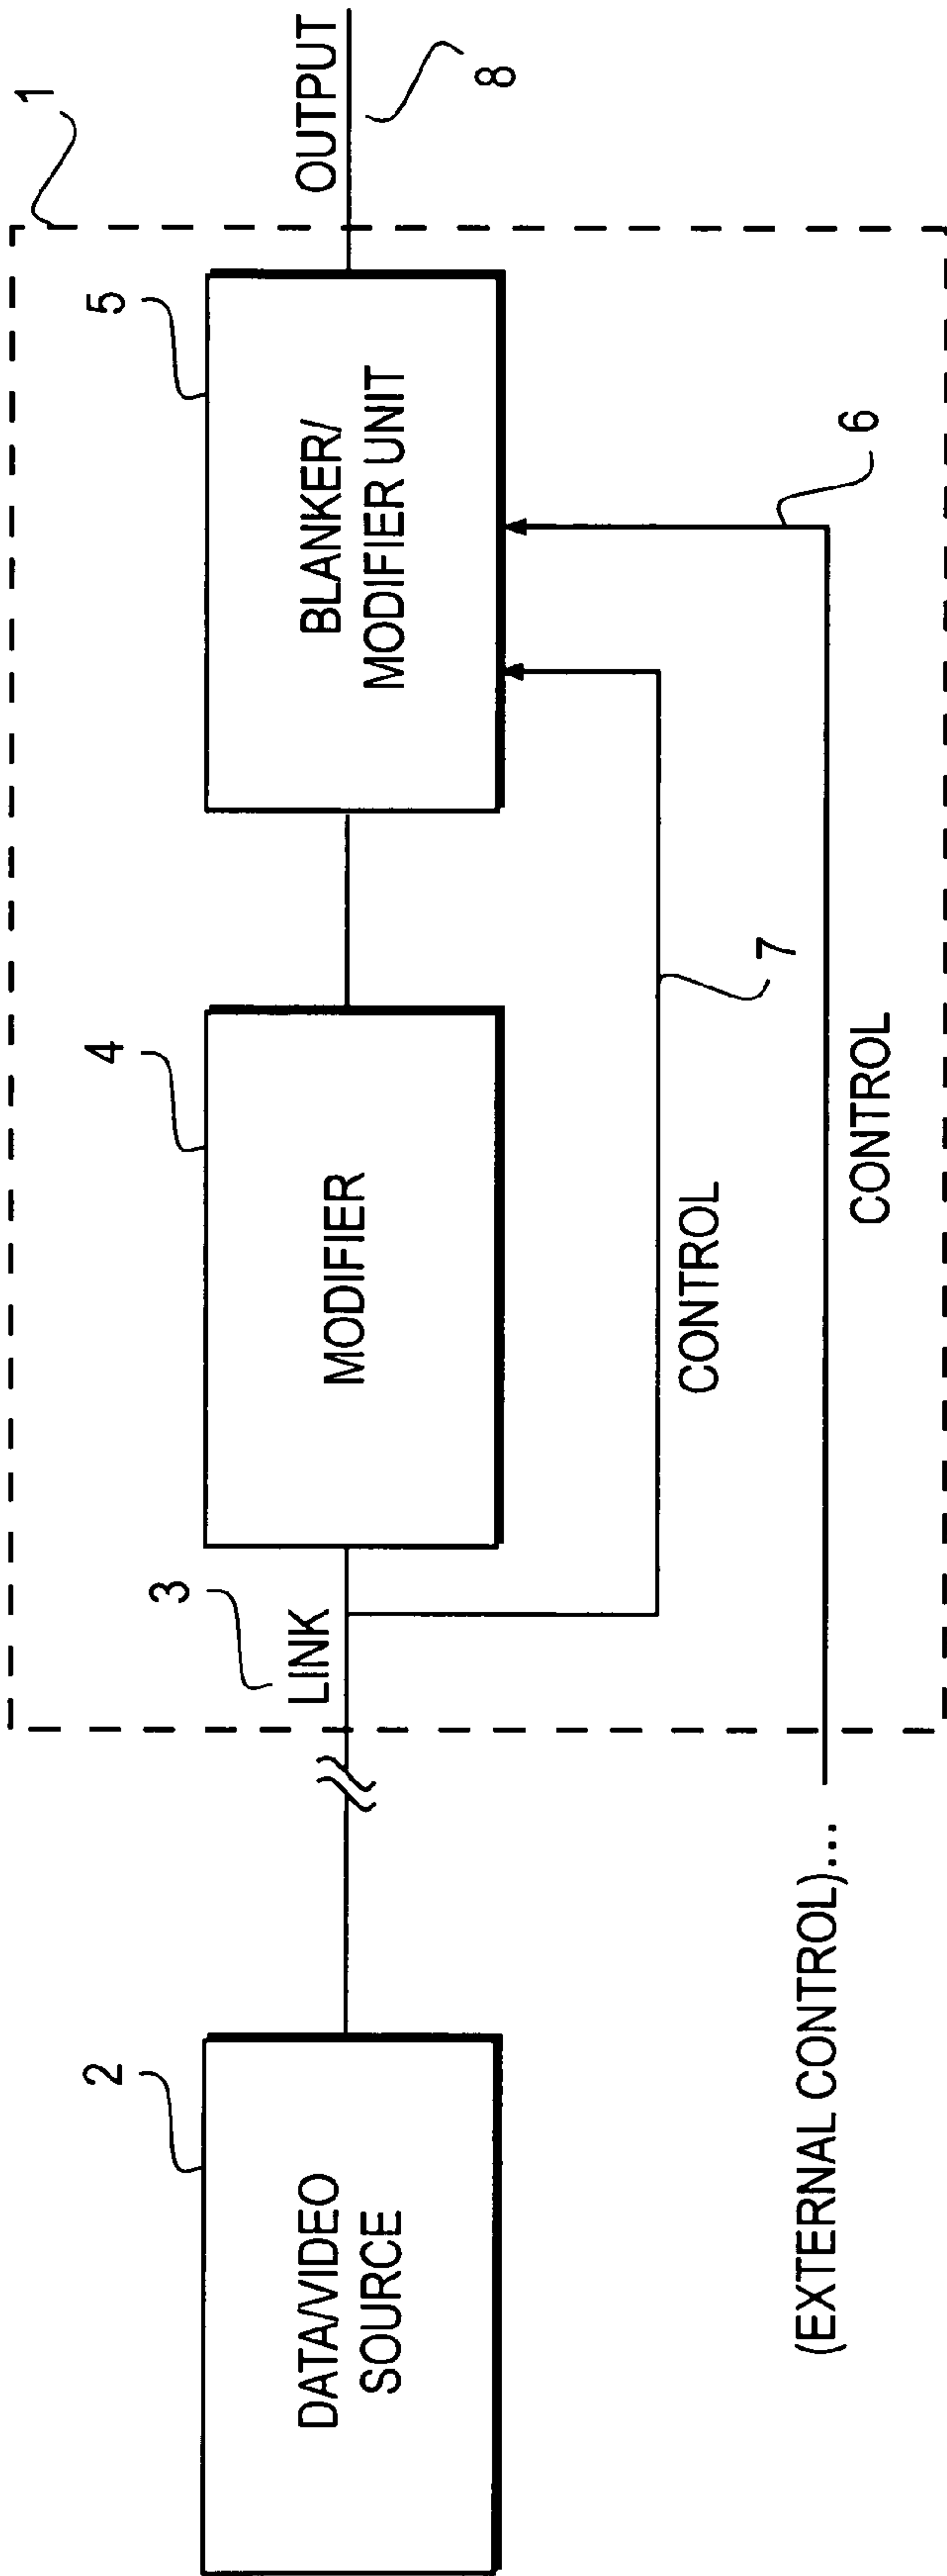 1
2
DATA/VIDEO
SOURCE
3
LINK
4
MODIFIER
5
BLANKER/
MODIFIER UNIT
OUTPUT
8
7
CONTROL
6
CONTROL
(EXTERNAL CONTROL)...